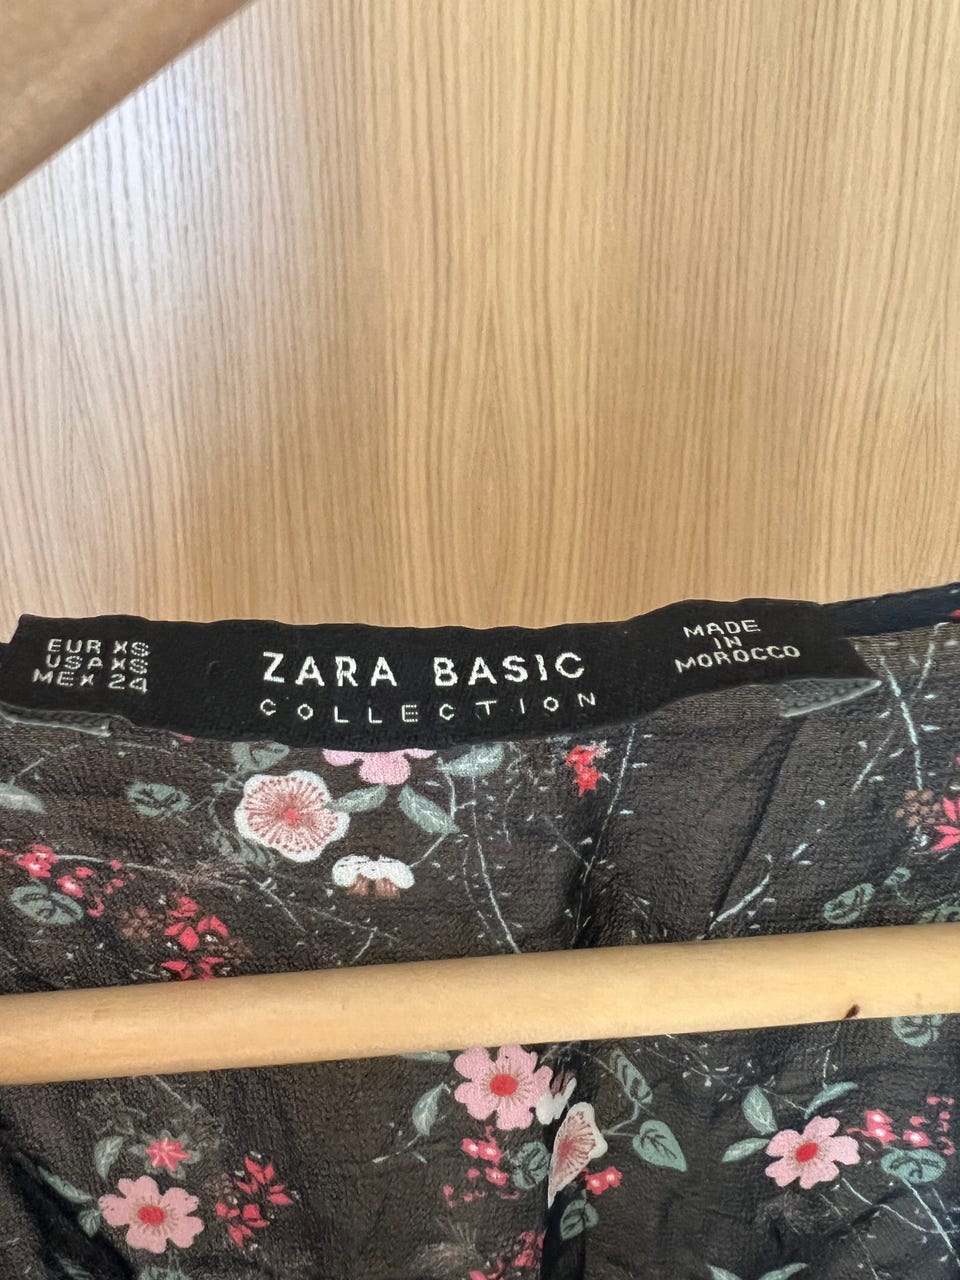 EUR XS
USA XS
MEX 24
ZARA BASIC
COLLECTION
MADE
IN
MOROCCO